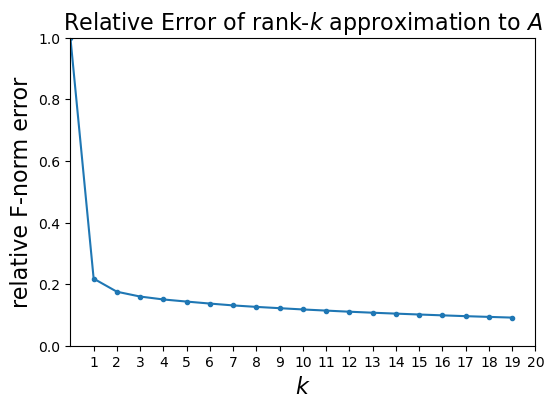 Relative Error of rank-k approximation to A
relative F-norm error
1.0
0.8
0.6
0.4
0.2
0.0
1 2 3 4 5 6 7 8 9 10 11 12 13 14 15 16 17 18 19 20
k